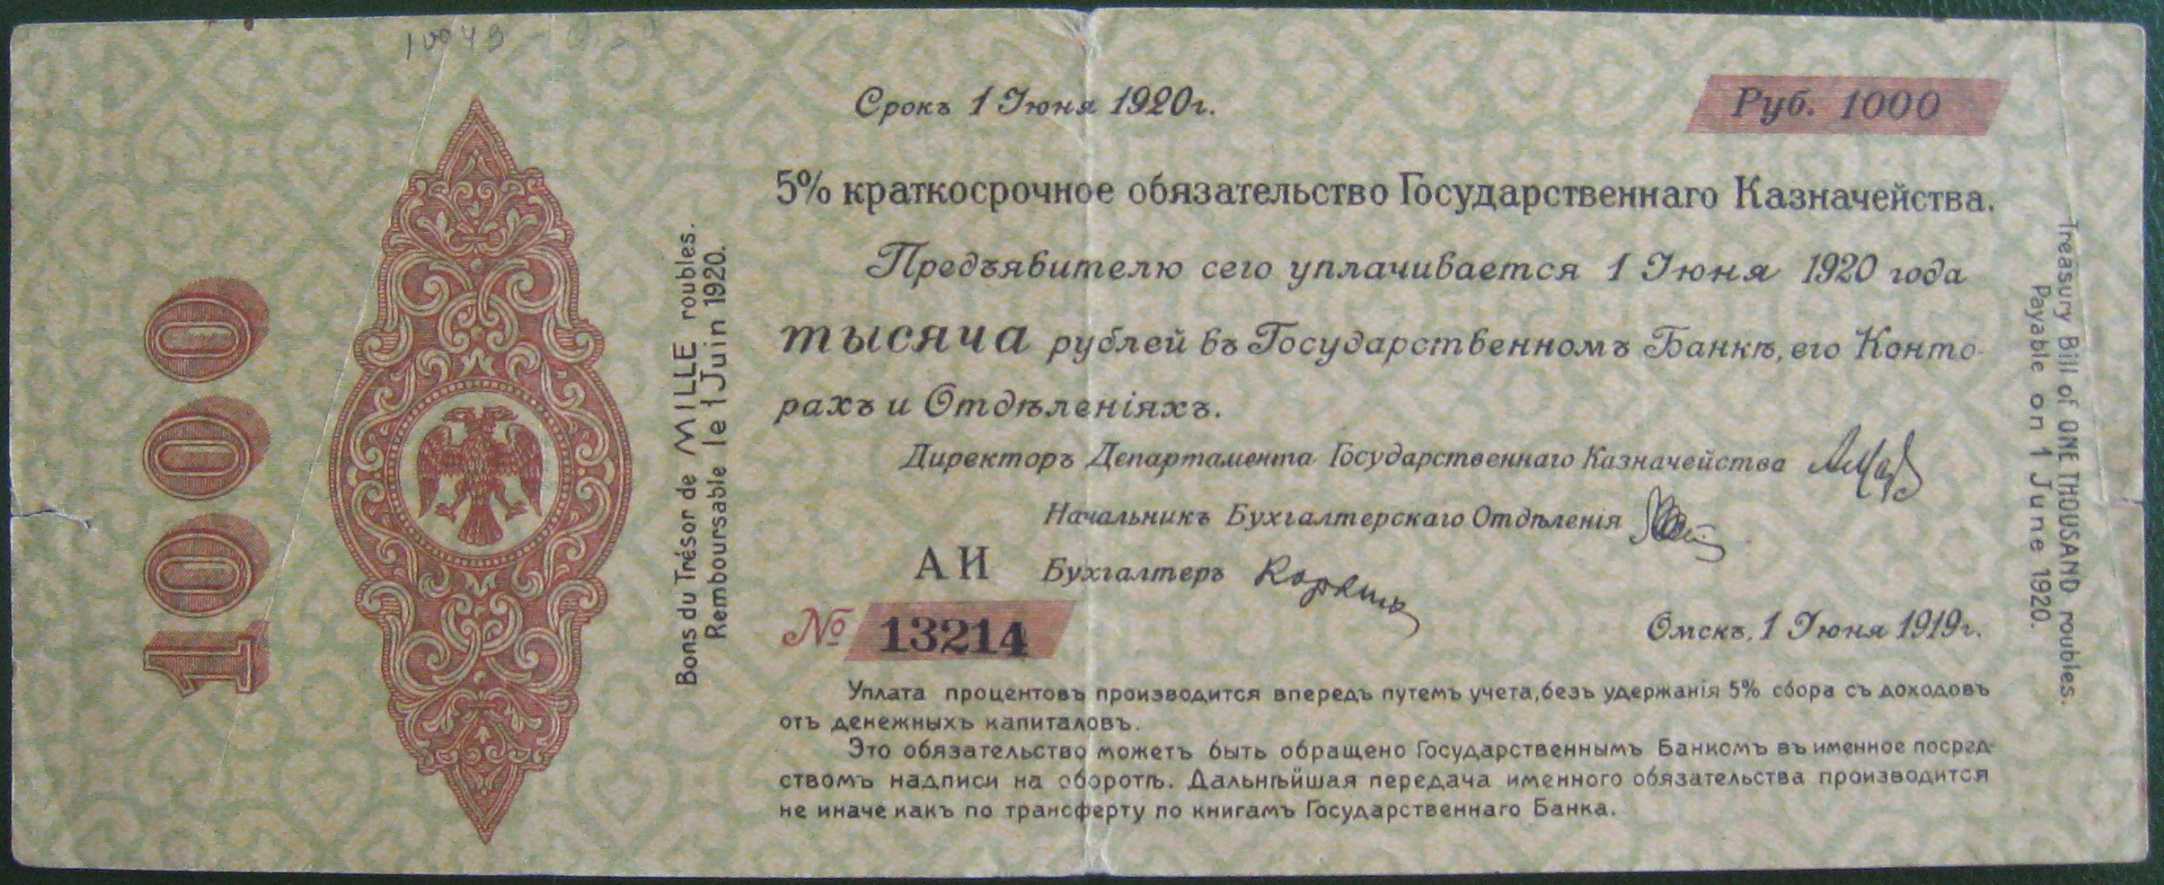 Срокъ 1 Іюня 1920г.
Руб. 1000
5% краткосрочное обязательство Государственнаго Казначейства.
Предъявителю сего уплачивается 1 Іюня 1920 года
тысяча рублей въ Государственномъ Банкѣ, его Конто-
рахъ и Отдѣленіяхъ.
Директоръ Департамента Государственнаго Казначейства
Начальникъ Бухгалтерскаго Отдѣленія
АИ Бухгалтеръ
№ 13214
Омскъ, 1 Іюня 1919г.
Уплата процентовъ производится впередъ путемъ учета, безъ удержанія 5% сбора съ доходовъ
отъ денежныхъ капиталовъ.
Это обязательство можетъ быть обращено Государственнымъ Банкомъ въ именное посред-
ствомъ надписи на оборотѣ. Дальнѣйшая передача именного обязательства производится
не иначе какъ по трансферту по книгамъ Государственнаго Банка.
1000
Bons du Trésor de MILLE roubles.
Remboursable le 1 Juin 1920.
Treasury Bill of ONE THOUSAND roubles.
Payable on 1 June 1920.